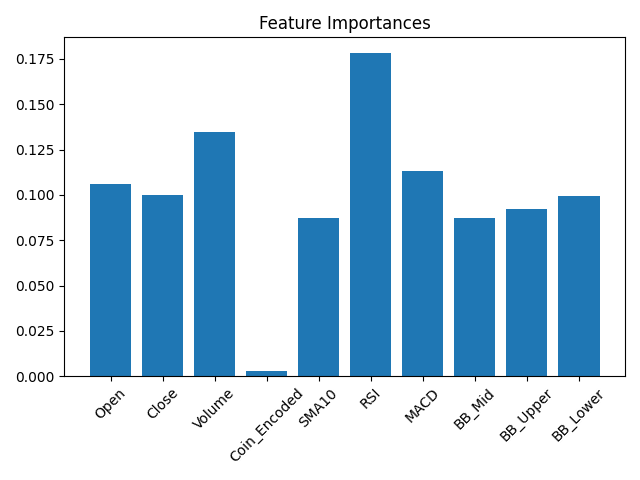 Feature Importances
0.175
0.150
0.125
0.100
0.075
0.050
0.025
0.000
Open
Close
Volume
Coin_Encoded
SMA10
RSI
MACD
BB_Mid
BB_Upper
BB_Lower